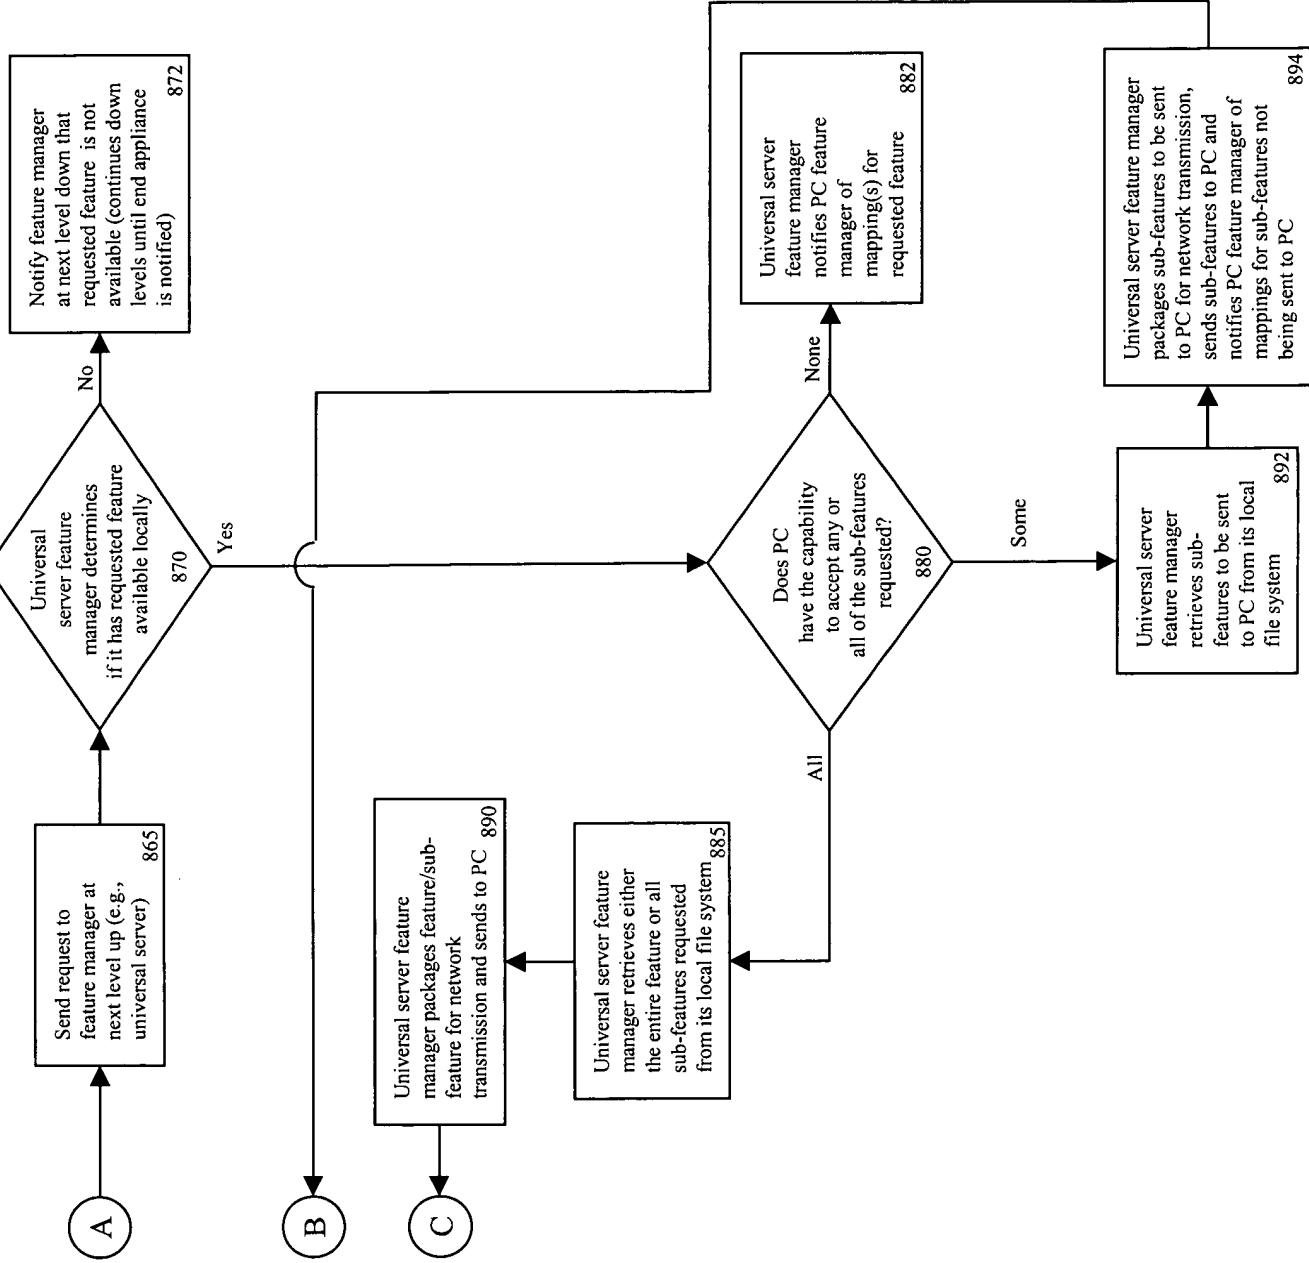 A
Send request to
feature manager at
next level up (e.g.,
universal server)
865
Universal
server feature
manager determines
if it has requested feature
available locally
870
No
Notify feature manager
at next level down that
requested feature is not
available (continues down
levels until end appliance
is notified)
872
Yes
B
C
Universal server feature
manager packages feature/sub-
feature for network
transmission and sends to PC
890
Universal server feature
manager retrieves either
the entire feature or all
sub-features requested
from its local file system
885
All
Does PC
have the capability
to accept any or
all of the sub-features
requested?
880
None
Universal server
feature manager
notifies PC feature
manager of
mapping(s) for
requested feature
882
Some
Universal server
feature manager
retrieves sub-
features to be sent
to PC from its local
file system
892
Universal server feature manager
packages sub-features to be sent
to PC for network transmission,
sends sub-features to PC and
notifies PC feature manager of
mappings for sub-features not
being sent to PC
894